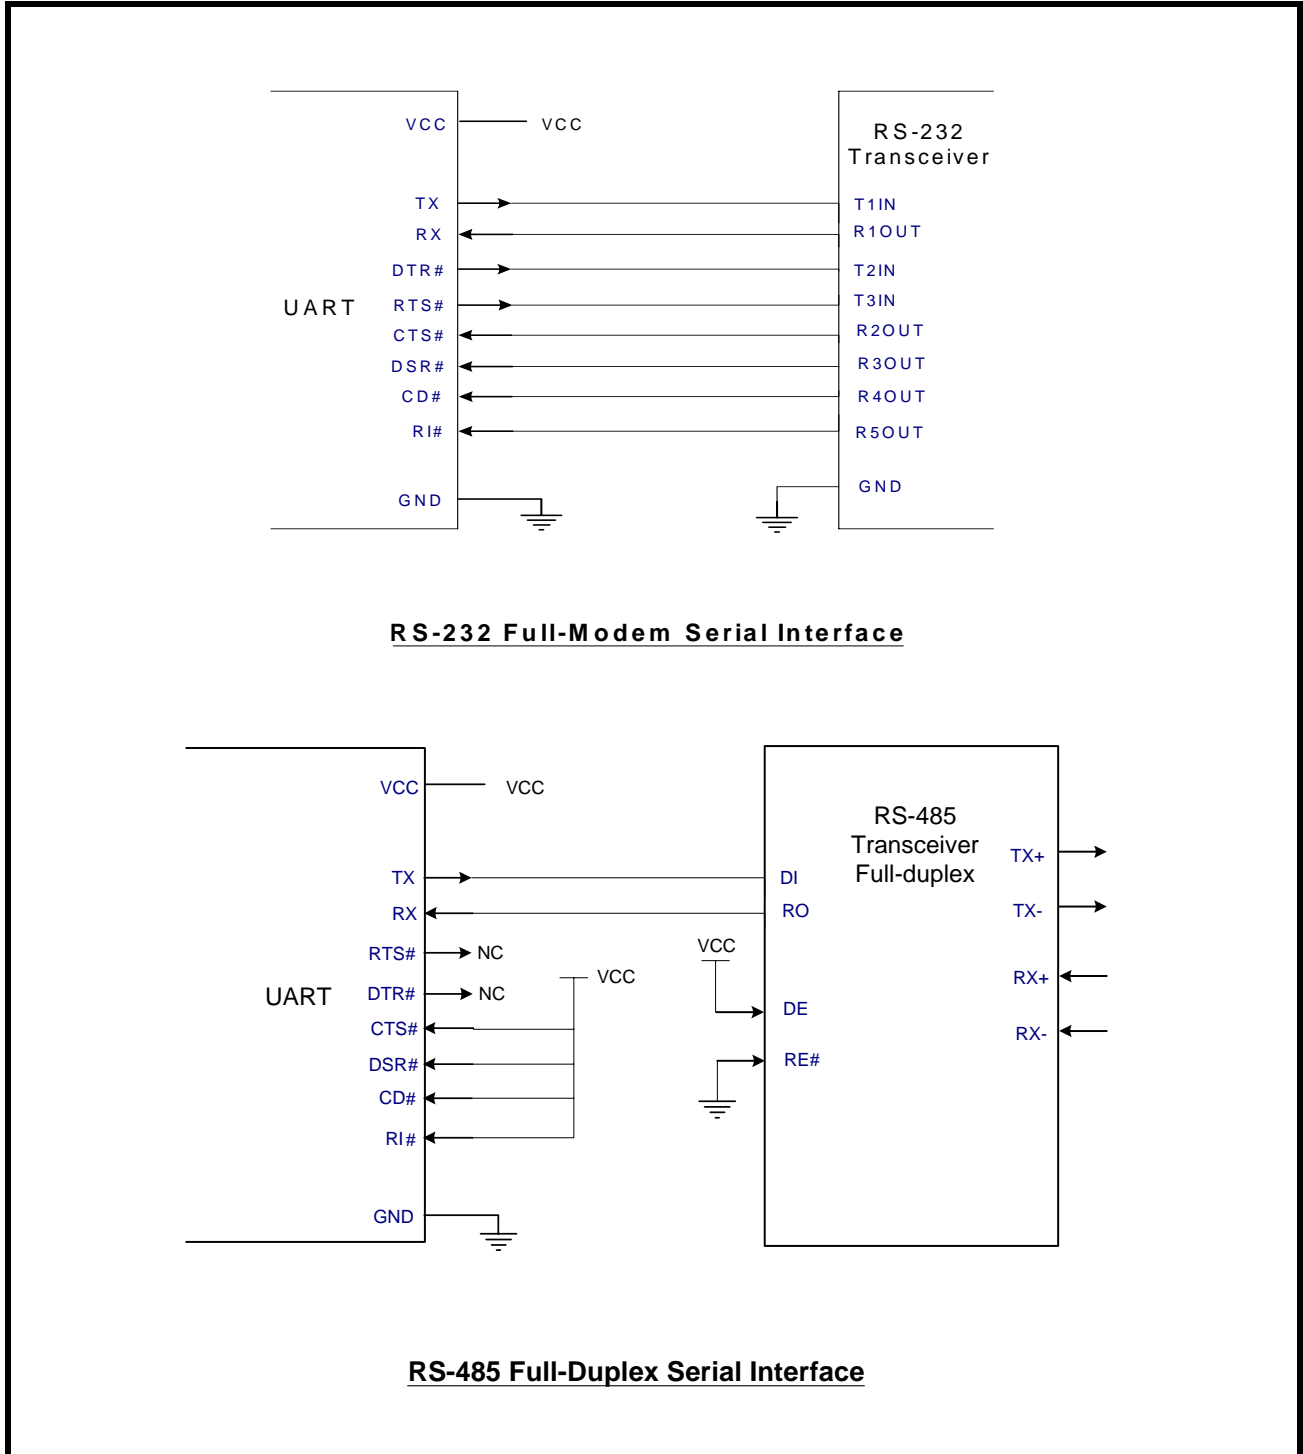 VCC VCC
RS-232
Transceiver
TX T1IN
RX R1OUT
DTR# T2IN
UART RTS# T3IN
CTS# R2OUT
DSR# R3OUT
CD# R4OUT
RI# R5OUT
GND GND
RS-232 Full-Modem Serial Interface
VCC VCC
RS-485
Transceiver
Full-duplex
TX+
TX DI
RX RO TX-
RTS# NC VCC
VCC RX+
UART DTR# NC DE
CTS# RX-
DSR# RE#
CD#
RI#
GND
RS-485 Full-Duplex Serial Interface